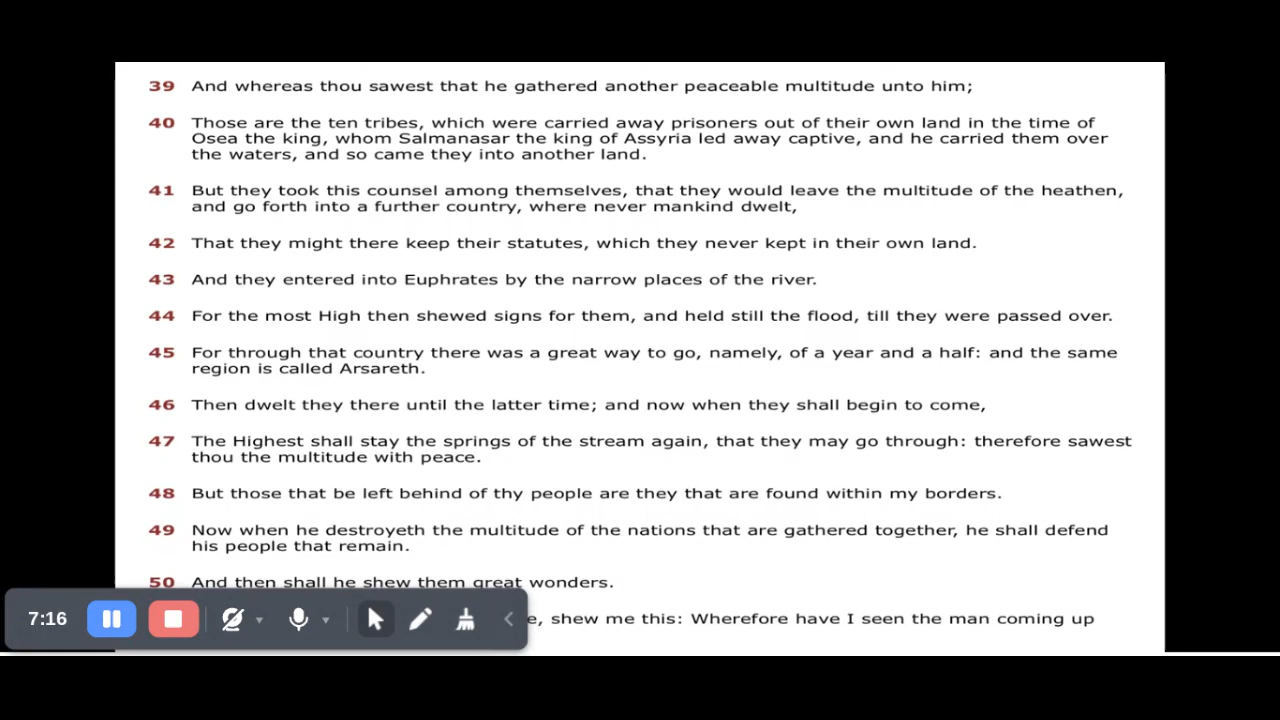 39 And whereas thou sawest that he gathered another peaceable multitude unto him;
40 Those are the ten tribes, which were carried away prisoners out of their own land in the time of
Osea the king, whom Salmanasar the king of Assyria led away captive, and he carried them over
the waters, and so came they into another land.
41 But they took this counsel among themselves, that they would leave the multitude of the heathen,
and go forth into a further country, where never mankind dwelt,
42 That they might there keep their statutes, which they never kept in their own land.
43 And they entered into Euphrates by the narrow places of the river.
44 For the most High then shewed signs for them, and held still the flood, till they were passed over.
45 For through that country there was a great way to go, namely, of a year and a half: and the same
region is called Arsareth.
46 Then dwelt they there until the latter time; and now when they shall begin to come,
47 The Highest shall stay the springs of the stream again, that they may go through: therefore sawest
thou the multitude with peace.
48 But those that be left behind of thy people are they that are found within my borders.
49 Now when he destroyeth the multitude of the nations that are gathered together, he shall defend
his people that remain.
50 And then shall he shew them great wonders.
shew me this: Wherefore have I seen the man coming up
7:16